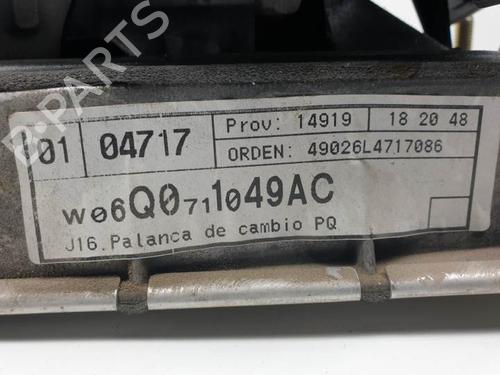 B-PARTS
01 04717 Prov: 14919 18 20 48
ORDEN: 49026L4717086
W06Q0711049AC
J16.Palanca de cambio PQ